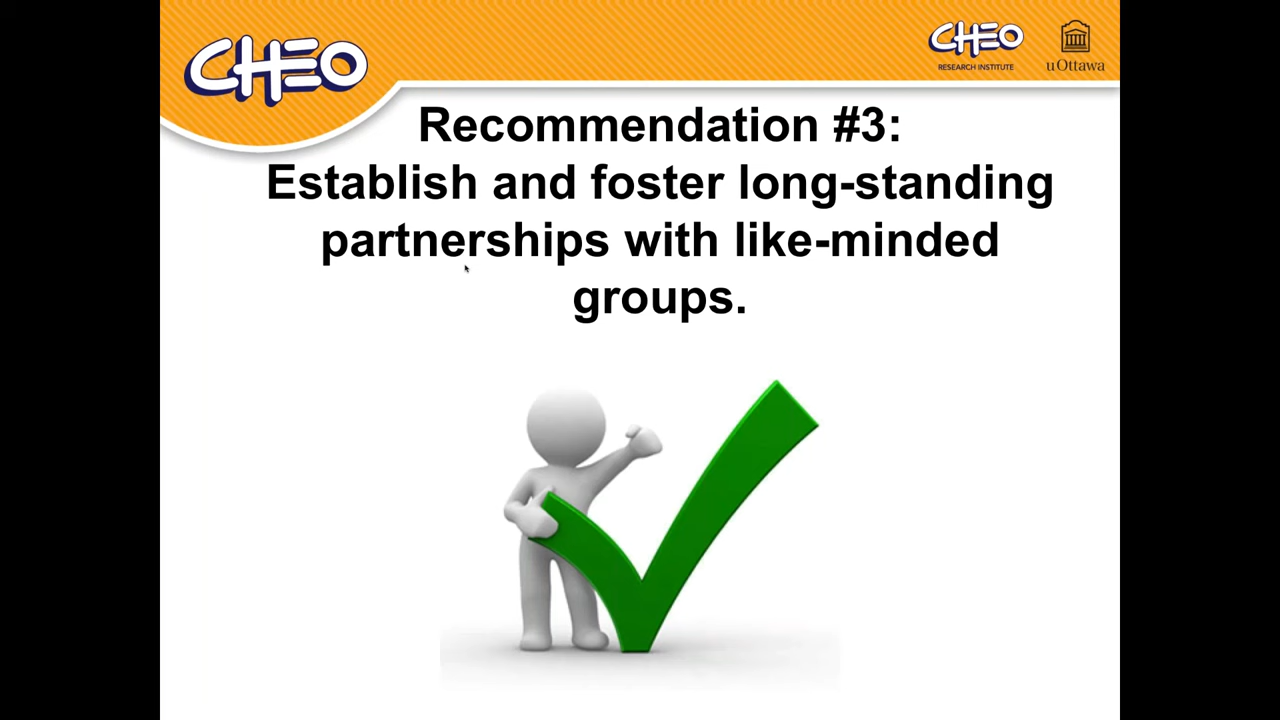 CHEO
CHEO
RESEARCH INSTITUTE
uOttawa
Recommendation #3:
Establish and foster long-standing
partnerships with like-minded
groups.